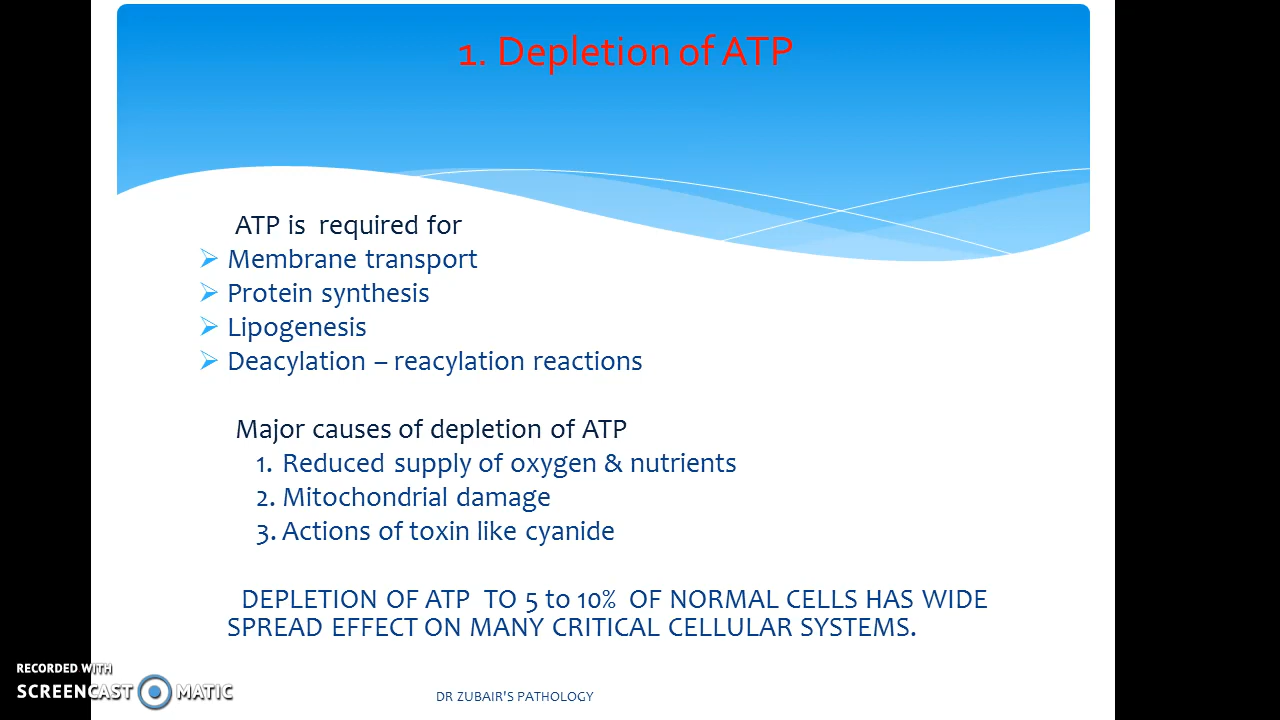 1. Depletion of ATP
ATP is required for
Membrane transport
Protein synthesis
Lipogenesis
Deacylation – reacylation reactions
Major causes of depletion of ATP
1. Reduced supply of oxygen & nutrients
2. Mitochondrial damage
3. Actions of toxin like cyanide
DEPLETION OF ATP TO 5 to 10% OF NORMAL CELLS HAS WIDE
SPREAD EFFECT ON MANY CRITICAL CELLULAR SYSTEMS.
RECORDED WITH
SCREENCAST MATIC
DR ZUBAIR'S PATHOLOGY